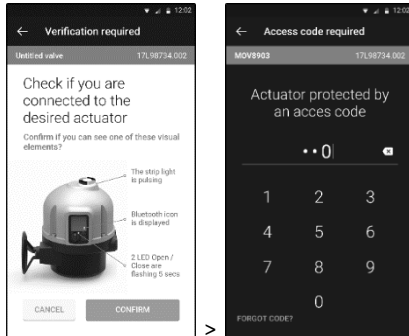 12:02
Verification required
Untitled valve 17L98734.002
Check if you are
connected to the
desired actuator
Confirm if you can see one of these visual
elements?
The strip light
is pulsing
Bluetooth icon
is displayed
2 LED Open /
Close are
flashing 5 secs
CANCEL CONFIRM
>
12:02
Access code required
MOV8903 17L98734.002
Actuator protected by
an acces code
••0
1 2 3
4 5 6
7 8 9
0
FORGOT CODE?